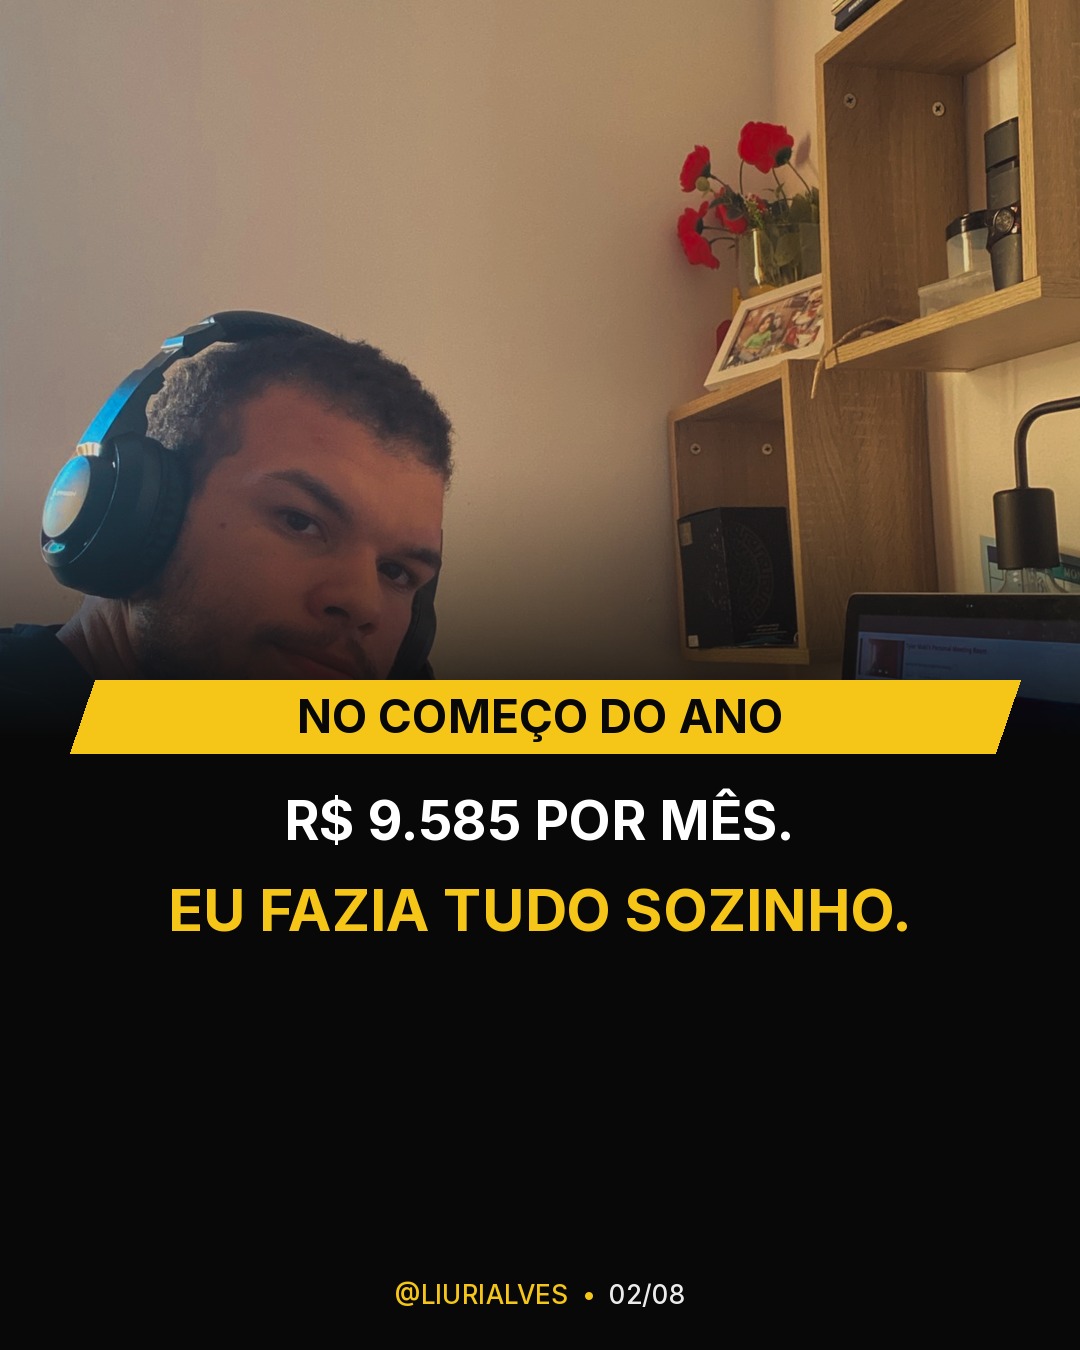 NO COMEÇO DO ANO
R$ 9.585 POR MÊS.
EU FAZIA TUDO SOZINHO.
@LIURIALVES • 02/08